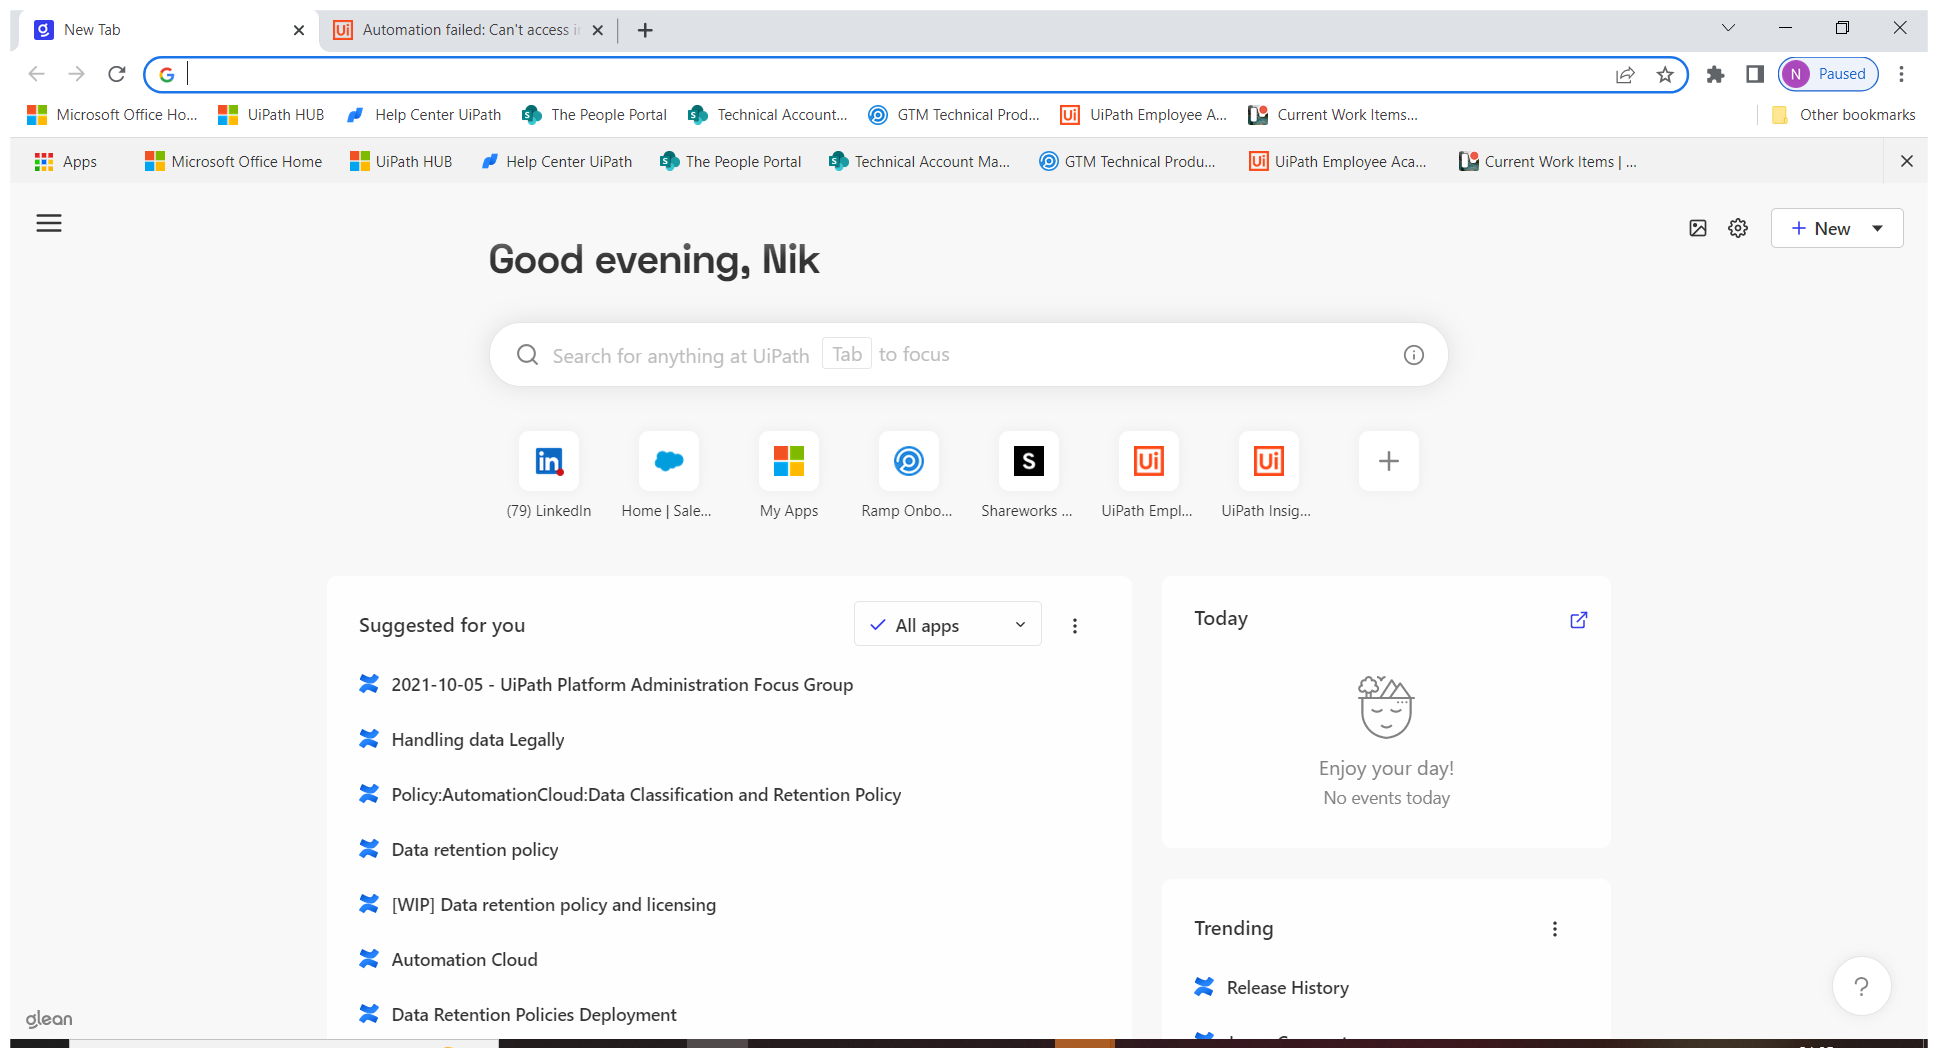 New Tab
Automation failed: Can't access i
N Paused
Microsoft Office Ho... UiPath HUB Help Center UiPath The People Portal Technical Account... GTM Technical Prod... UiPath Employee A... Current Work Items... Other bookmarks
Apps Microsoft Office Home UiPath HUB Help Center UiPath The People Portal Technical Account Ma... GTM Technical Produ... UiPath Employee Aca... Current Work Items | ...
New
Good evening, Nik
Search for anything at UiPath Tab to focus
(79) LinkedIn Home | Sale... My Apps Ramp Onbo... Shareworks ... UiPath Empl... UiPath Insig...
Suggested for you All apps
2021-10-05 - UiPath Platform Administration Focus Group
Handling data Legally
Policy:AutomationCloud:Data Classification and Retention Policy
Data retention policy
[WIP] Data retention policy and licensing
Automation Cloud
Data Retention Policies Deployment
Today
Enjoy your day!
No events today
Trending
Release History
glean